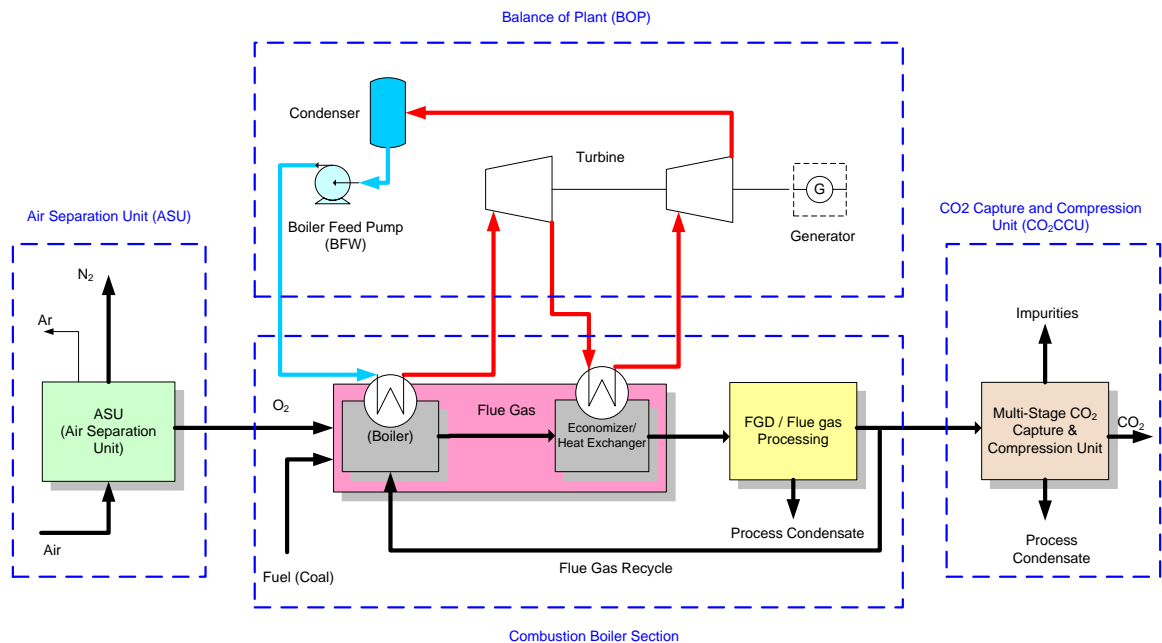 Balance of Plant (BOP)
Condenser
Turbine
Boiler Feed Pump
(BFW)
G
Generator
Air Separation Unit (ASU)
CO2 Capture and Compression
Unit (CO₂CCU)
N₂
Ar
ASU
(Air Separation
Unit)
Air
O₂
Fuel (Coal)
(Boiler)
Flue Gas
Economizer/
Heat Exchanger
FGD / Flue gas
Processing
Process Condensate
Flue Gas Recycle
Impurities
Multi-Stage CO₂
Capture &
Compression Unit
CO₂
Process
Condensate
Combustion Boiler Section